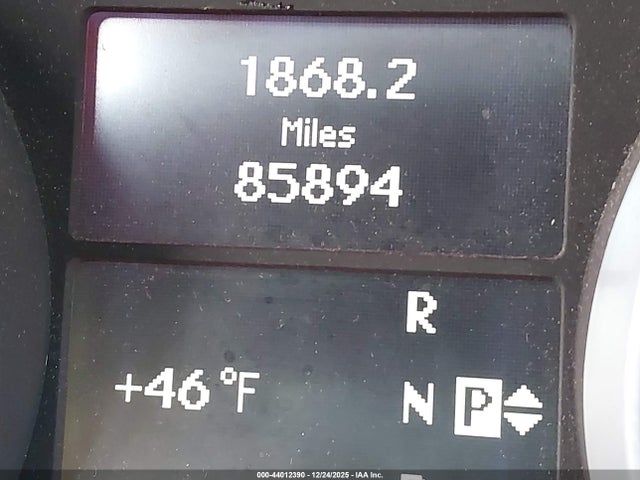 1868.2
Miles
85894
R
+46°F N P
000-44012390 - 12/24/2025 - IAA Inc.